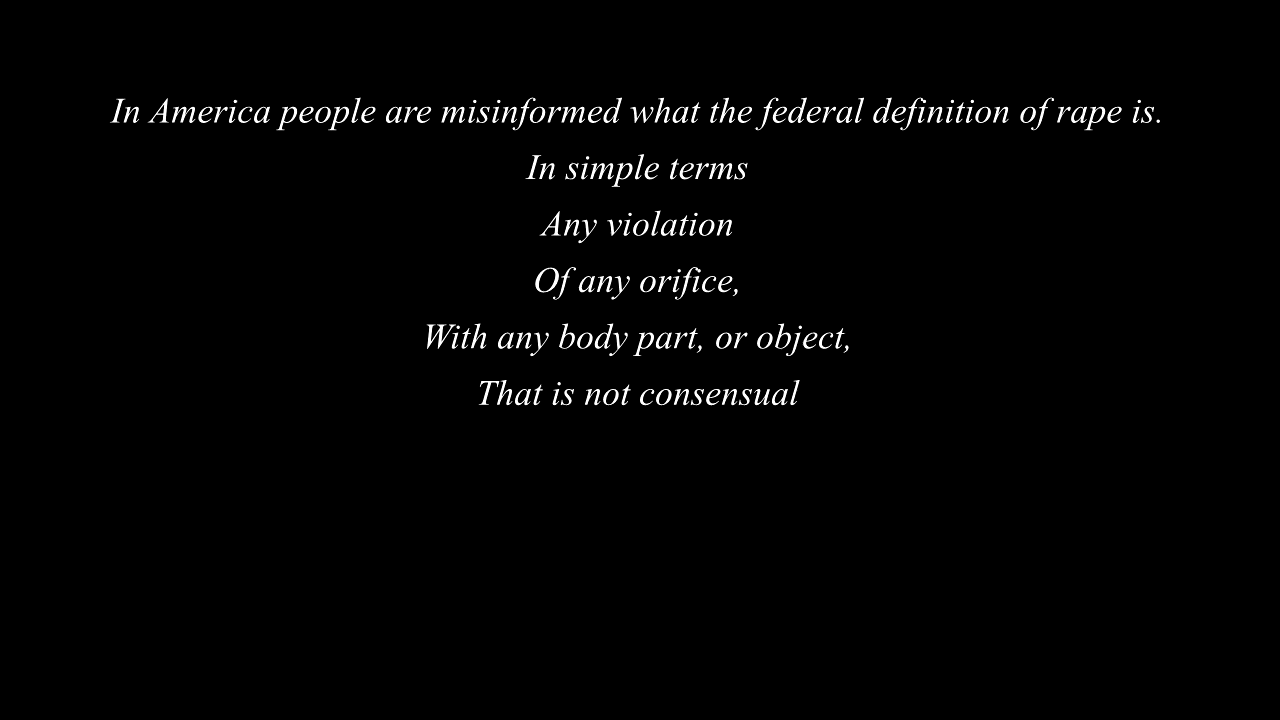 In America people are misinformed what the federal definition of rape is.
In simple terms
Any violation
Of any orifice,
With any body part, or object,
That is not consensual